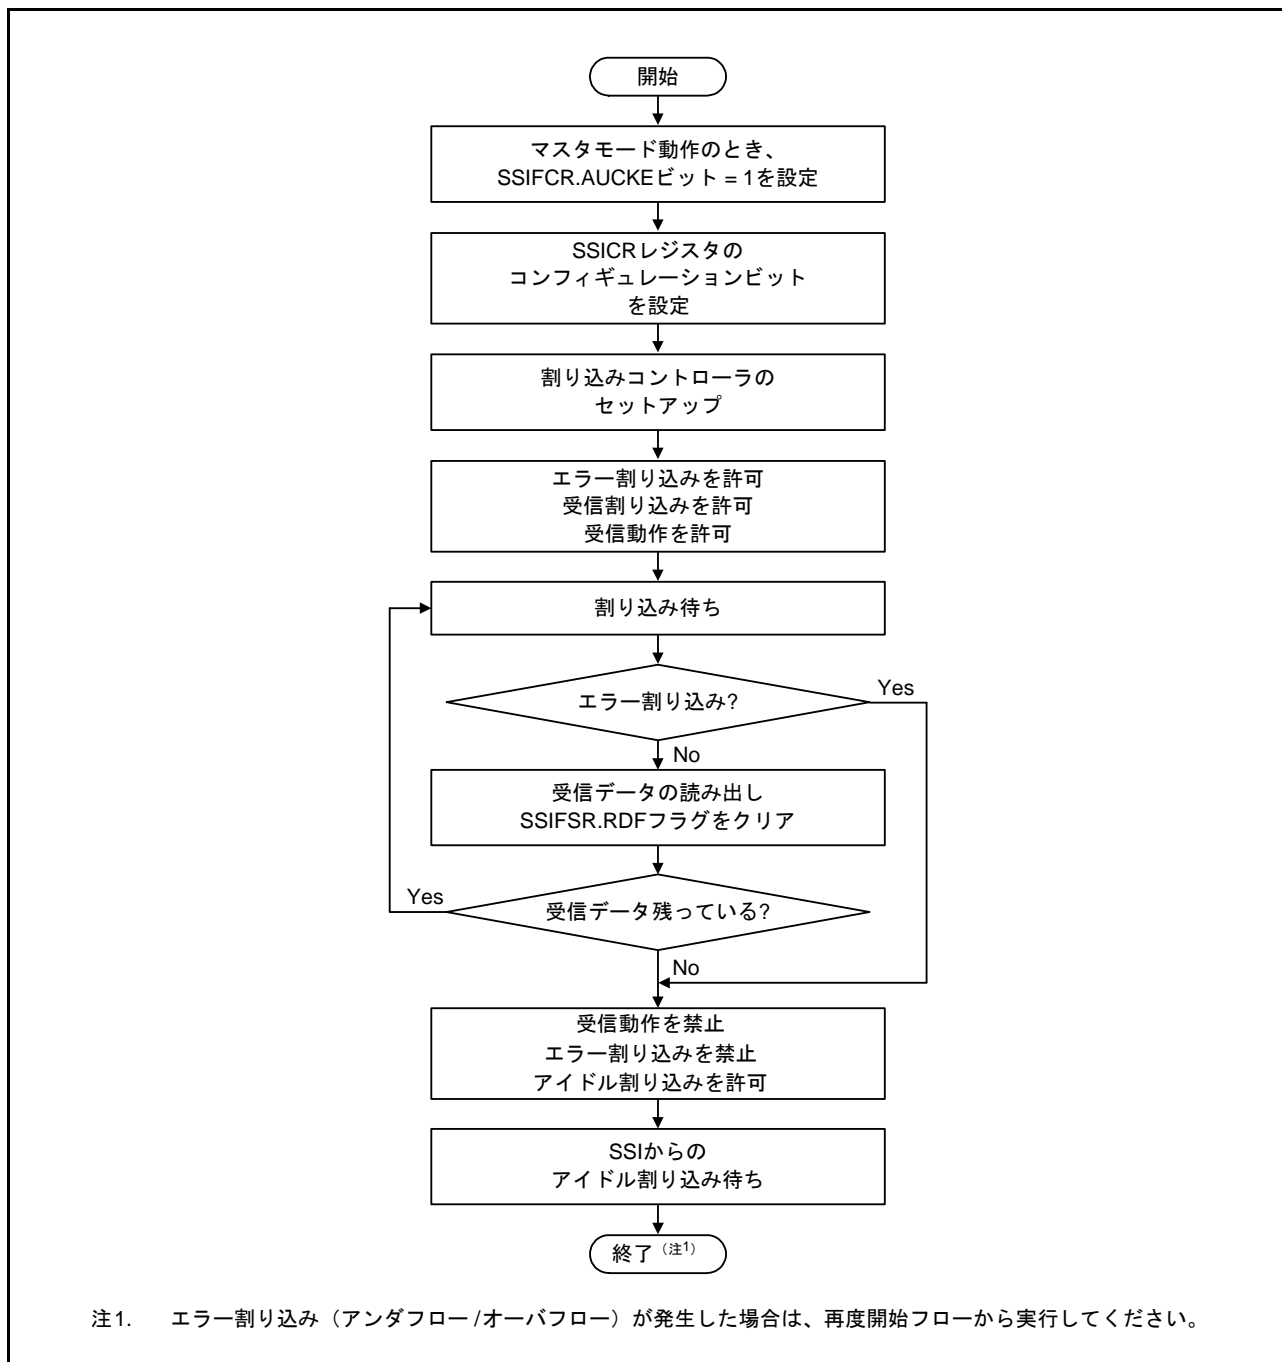 開始
マスタモード動作のとき、
SSIFCR.AUCKEビット = 1を設定
SSICRレジスタの
コンフィギュレーションビット
を設定
割り込みコントローラの
セットアップ
エラー割り込みを許可
受信割り込みを許可
受信動作を許可
割り込み待ち
エラー割り込み?
Yes
No
受信データの読み出し
SSIFSR.RDFフラグをクリア
Yes
受信データ残っている?
No
受信動作を禁止
エラー割り込みを禁止
アイドル割り込みを許可
SSIからの
アイドル割り込み待ち
終了（注1）
注1. エラー割り込み（アンダフロー /オーバフロー）が発生した場合は、再度開始フローから実行してください。